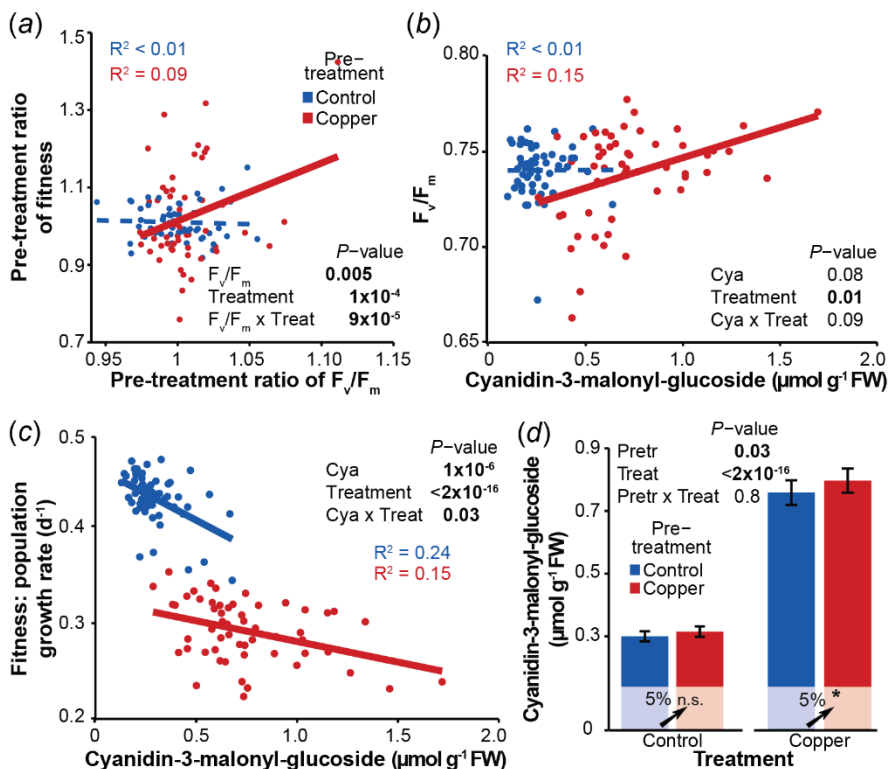 (a)
R² < 0.01
R² = 0.09
Pre-
treatment
Control
Copper
Pre-treatment ratio
of fitness
1.5
1.3
1.1
0.9
0.7
P-value
Fv/Fm 0.005
Treatment 1x10⁻⁴
Fv/Fm x Treat 9x10⁻⁵
0.95 1 1.05 1.1 1.15
Pre-treatment ratio of Fv/Fm
(b)
R² < 0.01
R² = 0.15
Fv/Fm
0.80
0.75
0.70
0.65
P-value
Cya 0.08
Treatment 0.01
Cya x Treat 0.09
0 0.5 1.0 1.5 2.0
Cyanidin-3-malonyl-glucoside (µmol g⁻¹ FW)
(c)
Fitness: population
growth rate (d⁻¹)
0.5
0.4
0.3
0.2
P-value
Cya 1x10⁻⁶
Treatment <2x10⁻¹⁶
Cya x Treat 0.03
R² = 0.24
R² = 0.15
0 0.5 1.0 1.5 2.0
Cyanidin-3-malonyl-glucoside (µmol g⁻¹ FW)
(d)
Cyanidin-3-malonyl-glucoside
(µmol g⁻¹ FW)
0.9
0.7
0.5
0.3
0
P-value
Pretr 0.03
Treat <2x10⁻¹⁶
Pretr x Treat 0.8
Pre-
treatment
Control
Copper
5% n.s.
5% *
Control Copper
Treatment